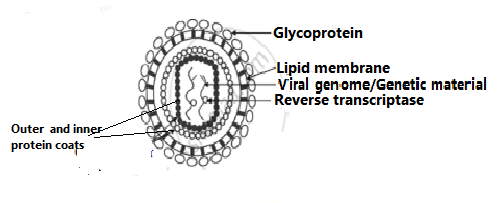 Glycoprotein
Lipid membrane
Viral genome/Genetic material
Reverse transcriptase
Outer and inner
protein coats